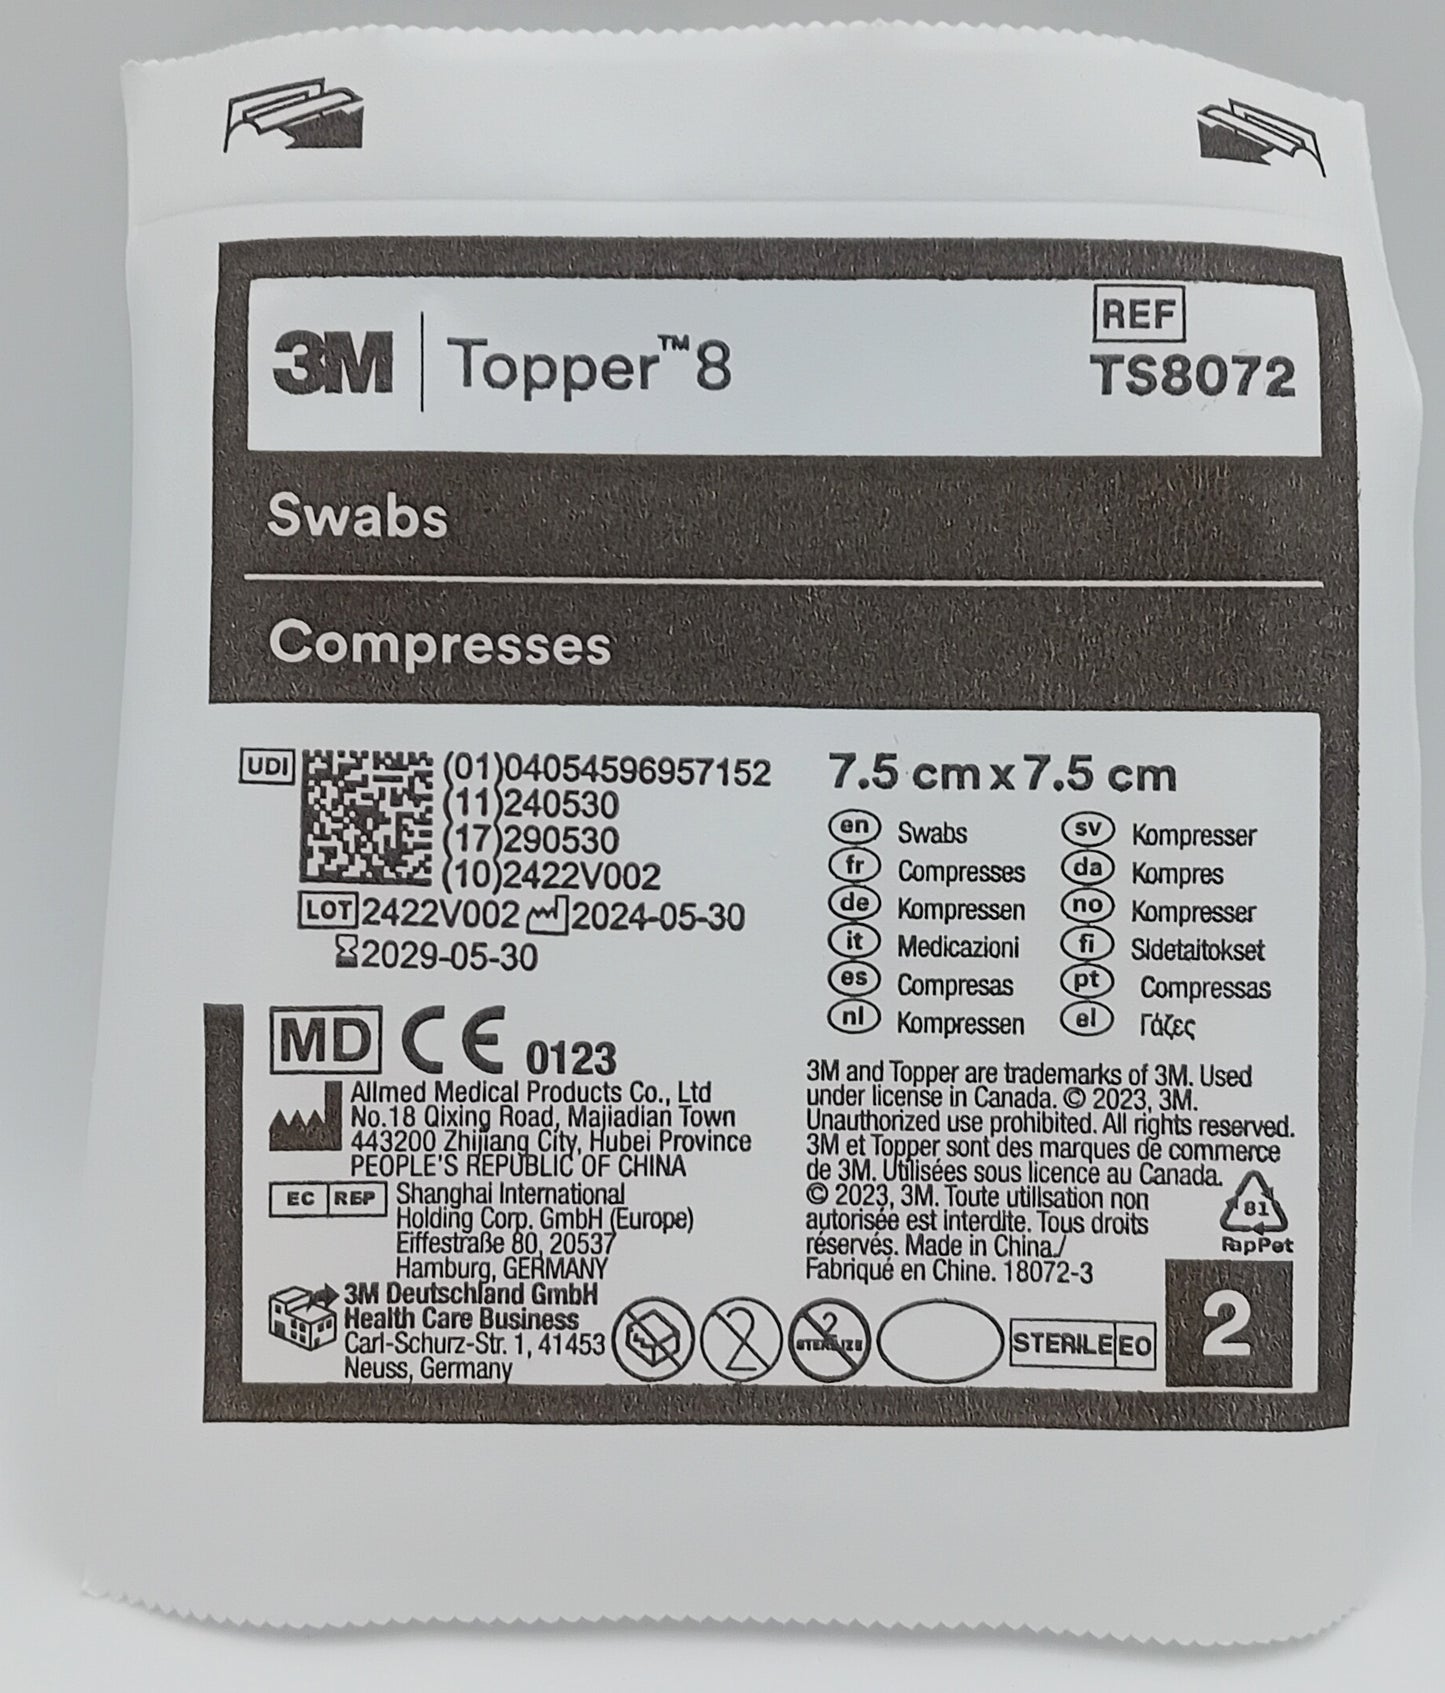 3M | Topper™8
REF
TS8072
Swabs
Compresses
UDI
(01)04054596957152
(11)240530
(17)290530
(10)2422V002
LOT 2422V002 2024-05-30
2029-05-30
7.5 cm x 7.5 cm
en Swabs
fr Compresses
de Kompressen
it Medicazioni
es Compresas
nl Kompressen
sv Kompresser
da Kompres
no Kompresser
fi Sidetaitokset
pt Compressas
el Γάζες
MD CE 0123
Allmed Medical Products Co., Ltd
No.18 Qixing Road, Majiadian Town
443200 Zhijiang City, Hubei Province
PEOPLE'S REPUBLIC OF CHINA
EC REP
Shanghai International
Holding Corp. GmbH (Europe)
Eiffestraße 80, 20537
Hamburg, GERMANY
3M Deutschland GmbH
Health Care Business
Carl-Schurz-Str. 1, 41453
Neuss, Germany
3M and Topper are trademarks of 3M. Used
under license in Canada. © 2023, 3M.
Unauthorized use prohibited. All rights reserved.
3M et Topper sont des marques de commerce
de 3M. Utilisées sous licence au Canada.
© 2023, 3M. Toute utilisation non
autorisée est interdite. Tous droits
réservés. Made in China./
Fabriqué en Chine. 18072-3
81
PapPet
2
2
STERILIZE
STERILE EO
2